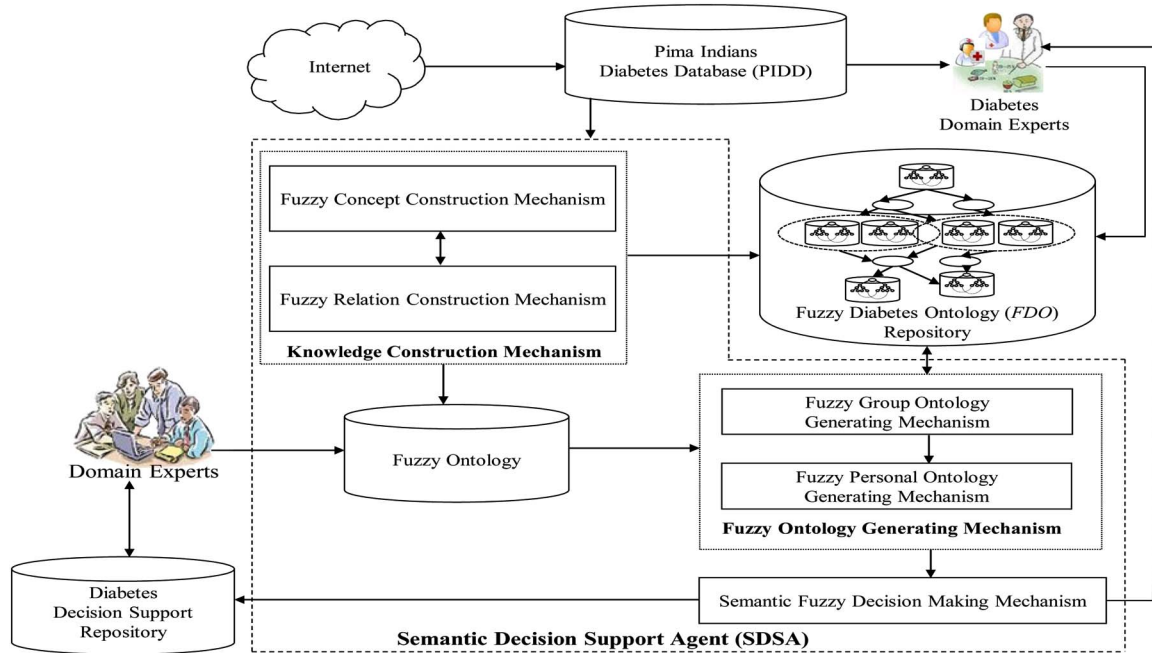 Internet
Pima Indians
Diabetes Database (PIDD)
Diabetes
Domain Experts
Fuzzy Concept Construction Mechanism
Fuzzy Relation Construction Mechanism
Knowledge Construction Mechanism
Fuzzy Diabetes Ontology (FDO)
Repository
Domain Experts
Fuzzy Ontology
Fuzzy Group Ontology
Generating Mechanism
Fuzzy Personal Ontology
Generating Mechanism
Fuzzy Ontology Generating Mechanism
Diabetes
Decision Support
Repository
Semantic Fuzzy Decision Making Mechanism
Semantic Decision Support Agent (SDSA)